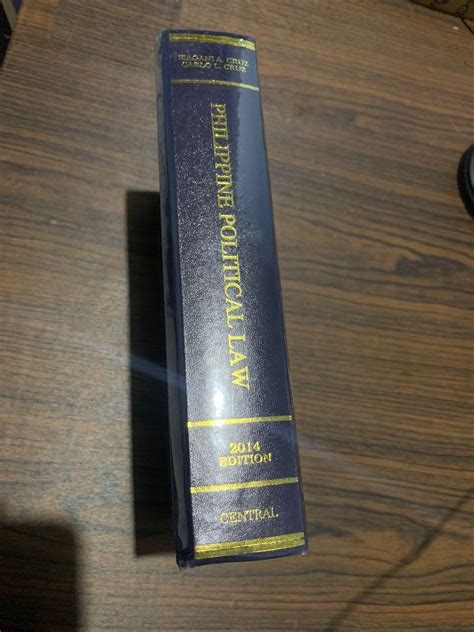 ISAGANI A. CRUZ
CARLO L. CRUZ
PHILIPPINE POLITICAL LAW
2014
EDITION
CENTRAL